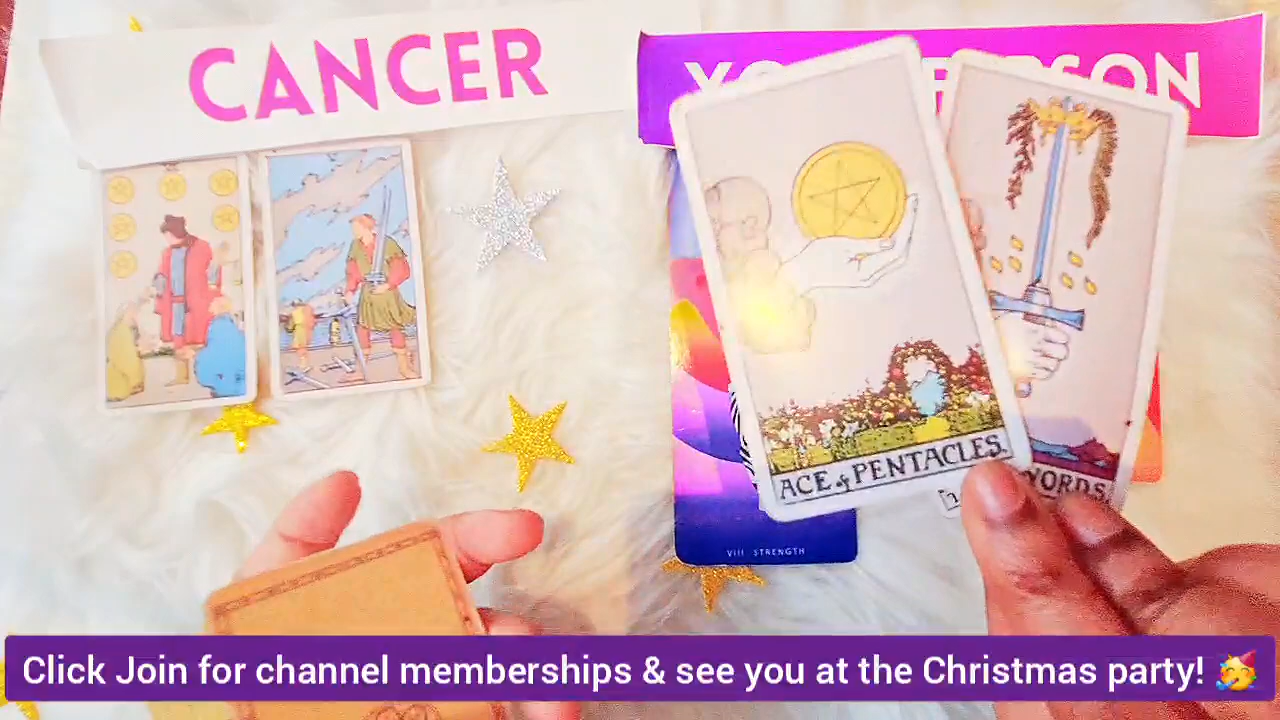 CANCER
ACE of PENTACLES.
VIII STRENGTH
Click Join for channel memberships & see you at the Christmas party! 🥳